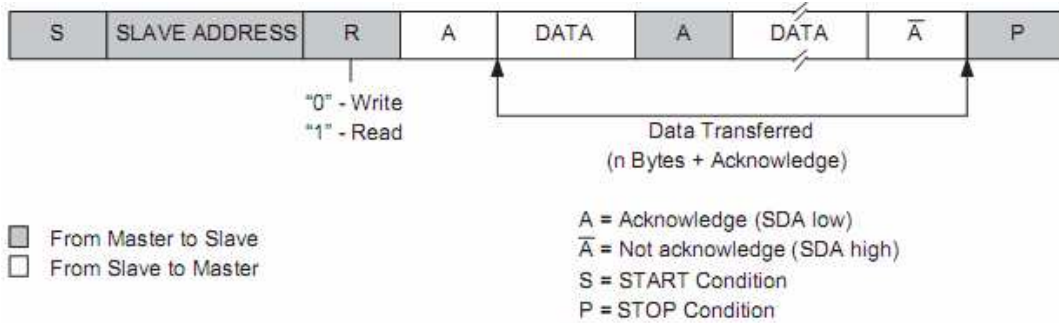 S SLAVE ADDRESS R A DATA A DATA A̅ P
“0” - Write
“1” - Read
Data Transferred
(n Bytes + Acknowledge)
From Master to Slave
From Slave to Master
A = Acknowledge (SDA low)
A̅ = Not acknowledge (SDA high)
S = START Condition
P = STOP Condition